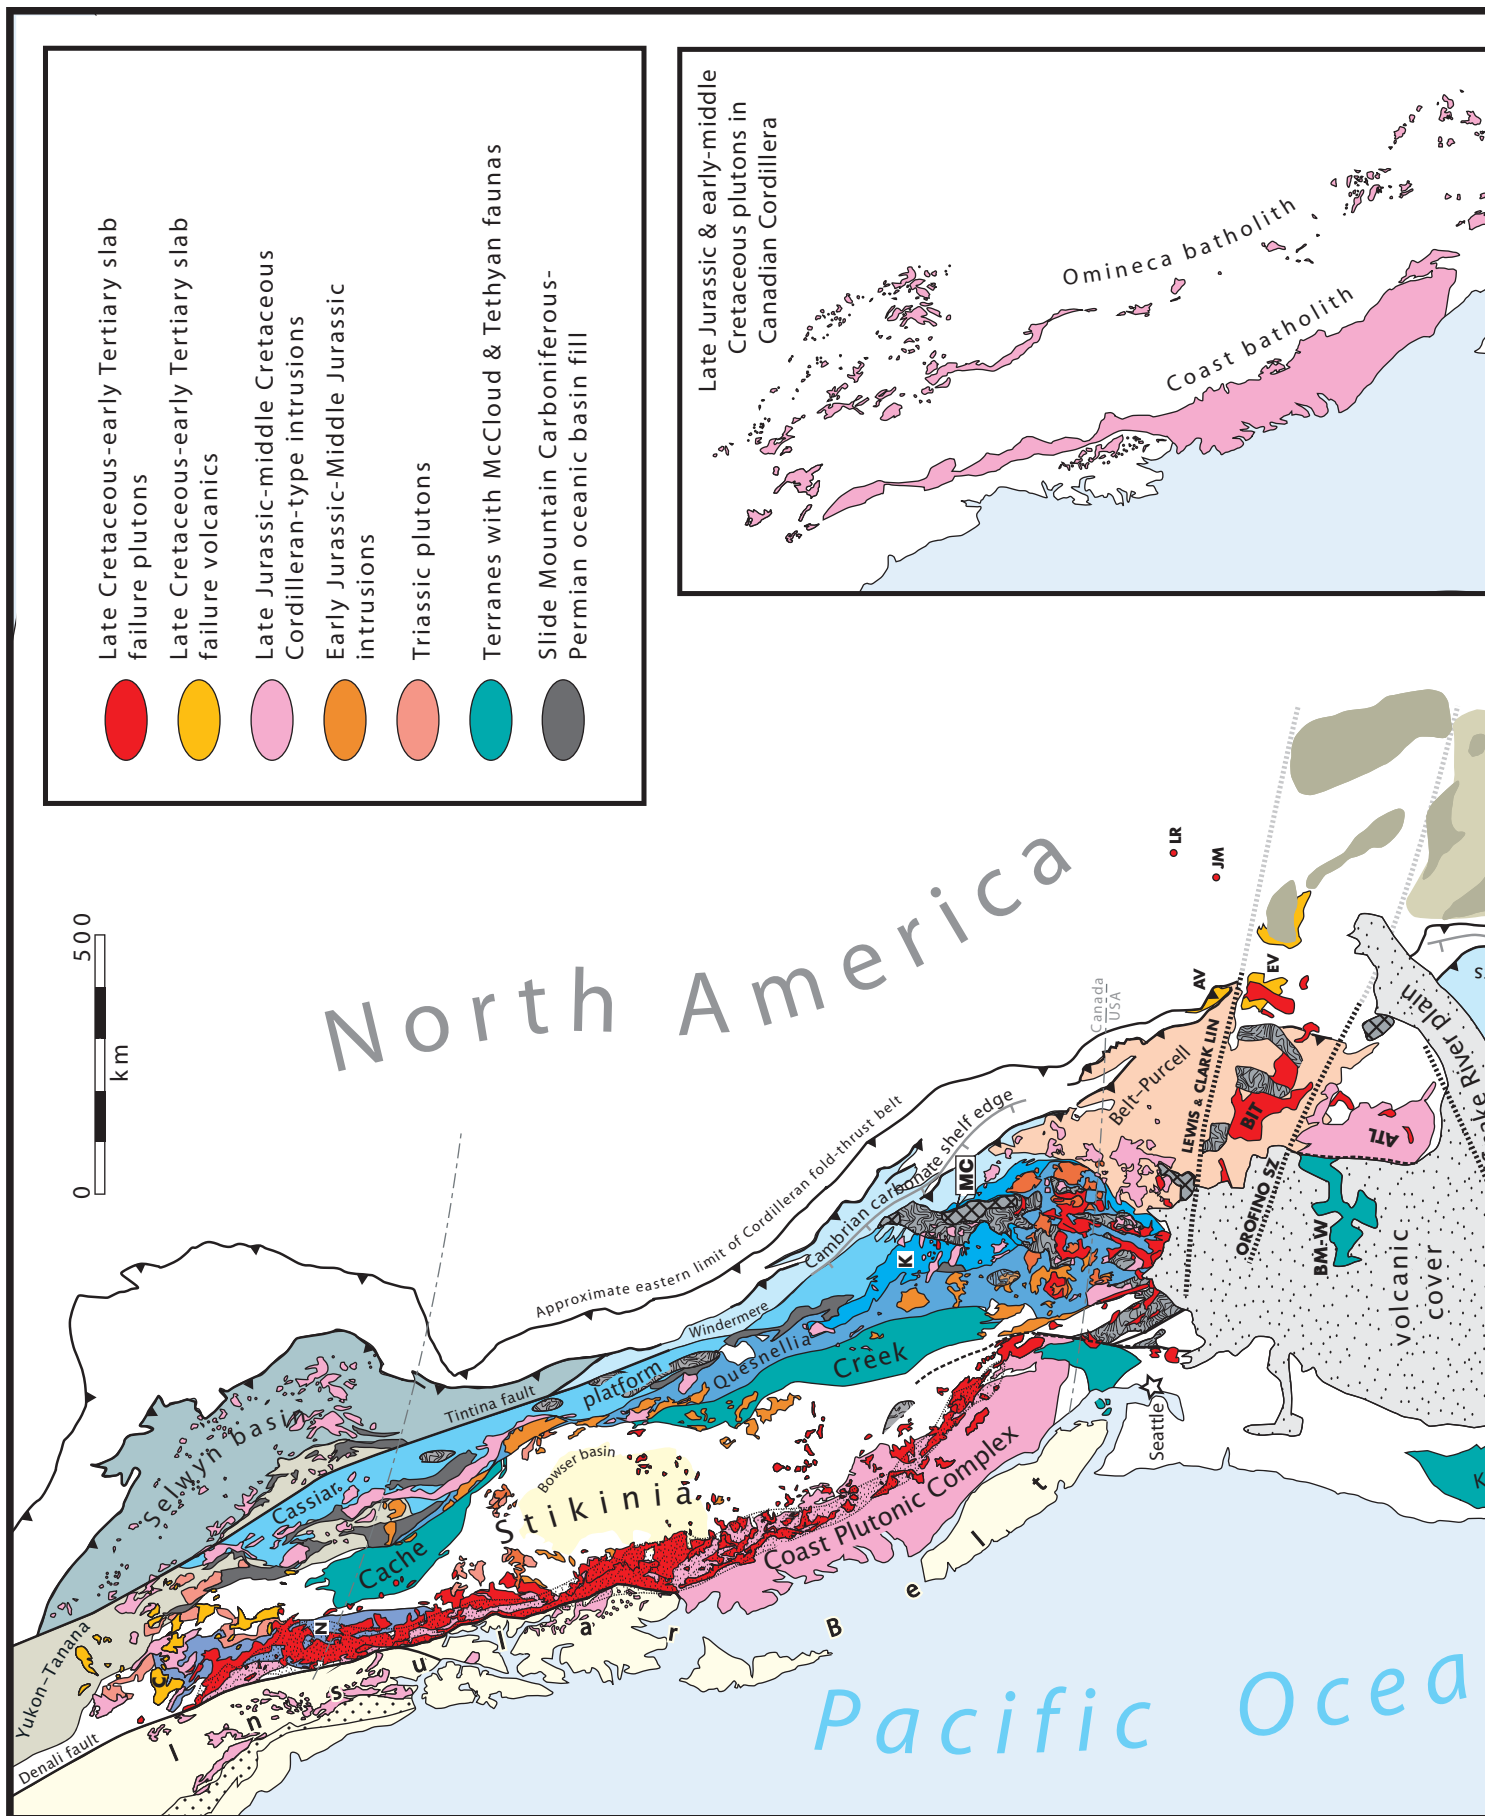 Late Cretaceous-early Tertiary slab
failure plutons
Late Cretaceous-early Tertiary slab
failure volcanics
Late Jurassic-middle Cretaceous
Cordilleran-type intrusions
Early Jurassic-Middle Jurassic
intrusions
Triassic plutons
Terranes with McCloud & Tethyan faunas
Slide Mountain Carboniferous-
Permian oceanic basin fill
Late Jurassic & early-middle
Cretaceous plutons in
Canadian Cordillera
Omineca batholith
Coast batholith
0
500
km
North America
LR
JM
AV
EV
Canada
USA
Approximate eastern limit of Cordilleran fold-thrust belt
Cambrian carbonate shelf edge
MC
K
Belt-Purcell
LEWIS & CLARK LIN
BIT
OROFINO SZ
ATL
BM-W
ke River plain
S
volcanic
cover
Windermere
Selwyn basin
Tintina fault
Cassiar
platform
Quesnellia
Cache
Creek
Bowser basin
Stikinia
Coast Plutonic Complex
Seattle
K
Yukon-Tanana
Denali fault
N
Insular Belt
Pacific Ocea